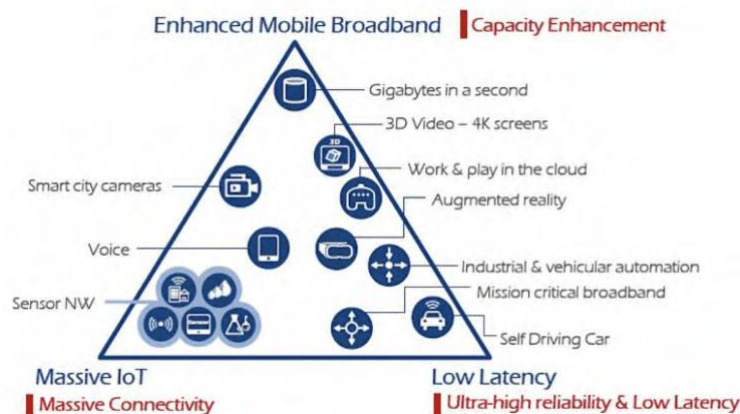 Enhanced Mobile Broadband
Capacity Enhancement
Gigabytes in a second
3D Video – 4K screens
3D
Work & play in the cloud
Smart city cameras
Augmented reality
Voice
Industrial & vehicular automation
Mission critical broadband
Sensor NW
Self Driving Car
Massive IoT
Low Latency
Massive Connectivity
Ultra-high reliability & Low Latency